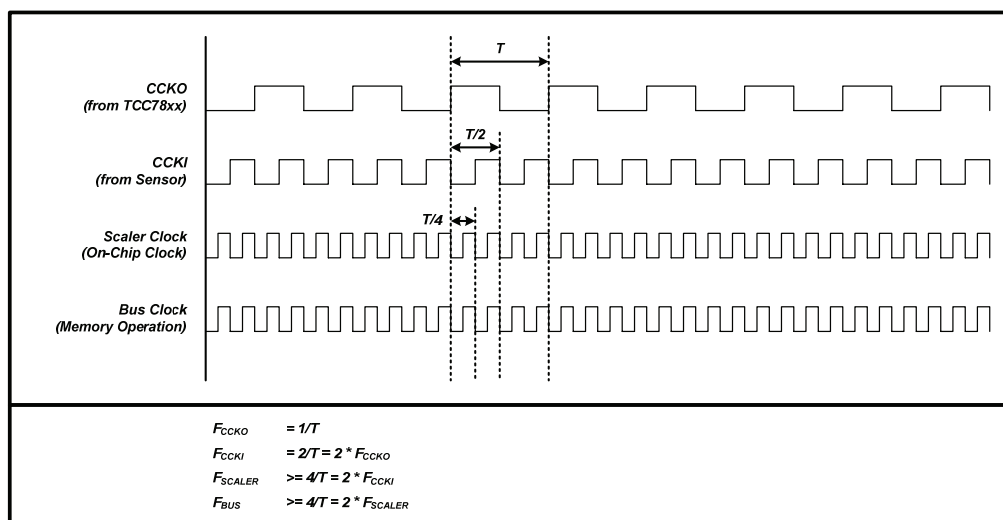 T
CCKO
(from TCC78xx)
T/2
CCKI
(from Sensor)
T/4
Scaler Clock
(On-Chip Clock)
Bus Clock
(Memory Operation)
FCCKO = 1/T
FCCKI = 2/T = 2 * FCCKO
FSCALER >= 4/T = 2 * FCCKI
FBUS >= 4/T = 2 * FSCALER